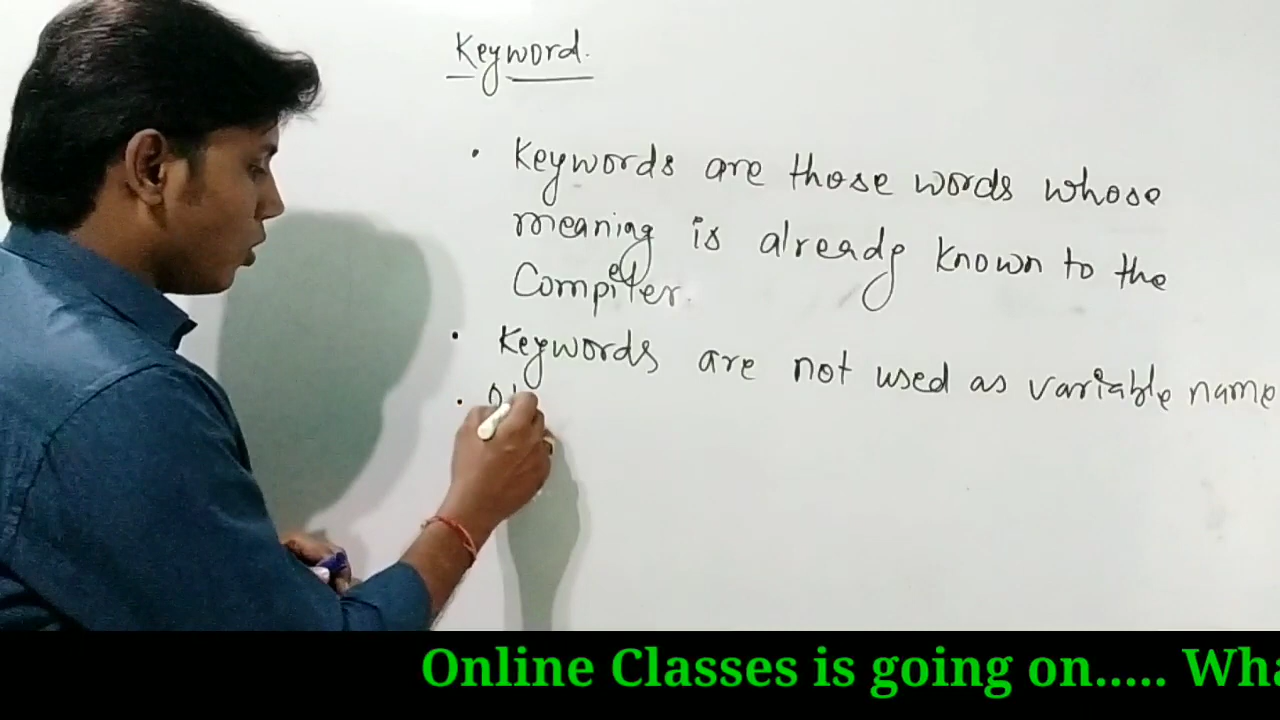 Keyword.
• Keywords are those words whose
meaning is already known to the
Compiler.
• Keywords are not used as variable name
•
Online Classes is going on..... Wha